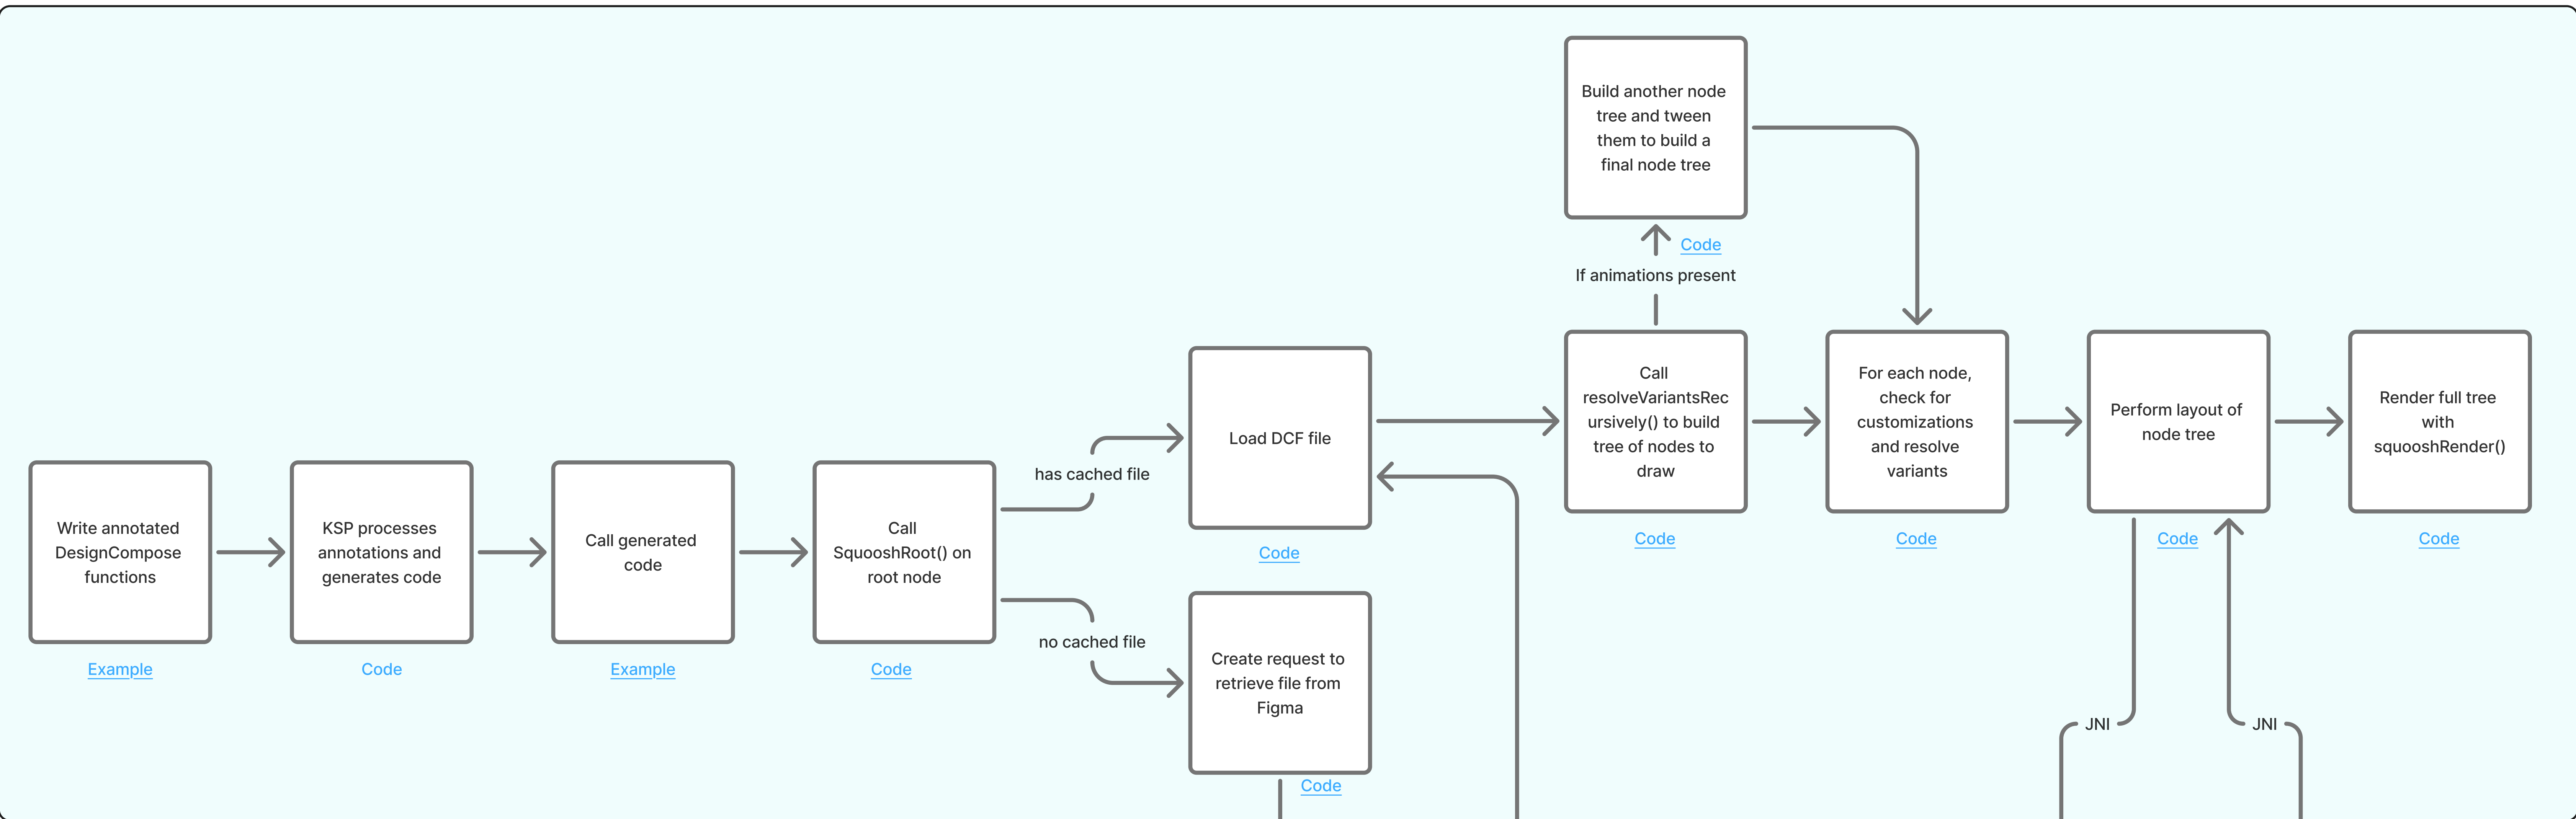 Write annotated
DesignCompose
functions
Example
KSP processes
annotations and
generates code
Code
Call generated
code
Example
Call
SquooshRoot() on
root node
Code
has cached file
no cached file
Load DCF file
Code
Create request to
retrieve file from
Figma
Code
Build another node
tree and tween
them to build a
final node tree
Code
If animations present
Call
resolveVariantsRec
ursively() to build
tree of nodes to
draw
Code
For each node,
check for
customizations
and resolve
variants
Code
Perform layout of
node tree
Code
JNI
JNI
Render full tree
with
squooshRender()
Code